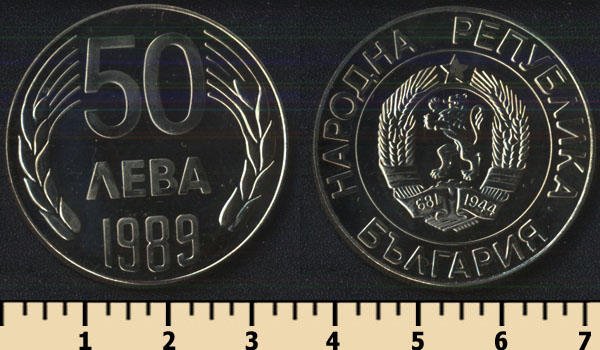 50
ЛЕВА
1989
НАРОДНА РЕПУБЛИКА
БЪЛГАРИЯ
681 1944
1 2 3 4 5 6 7